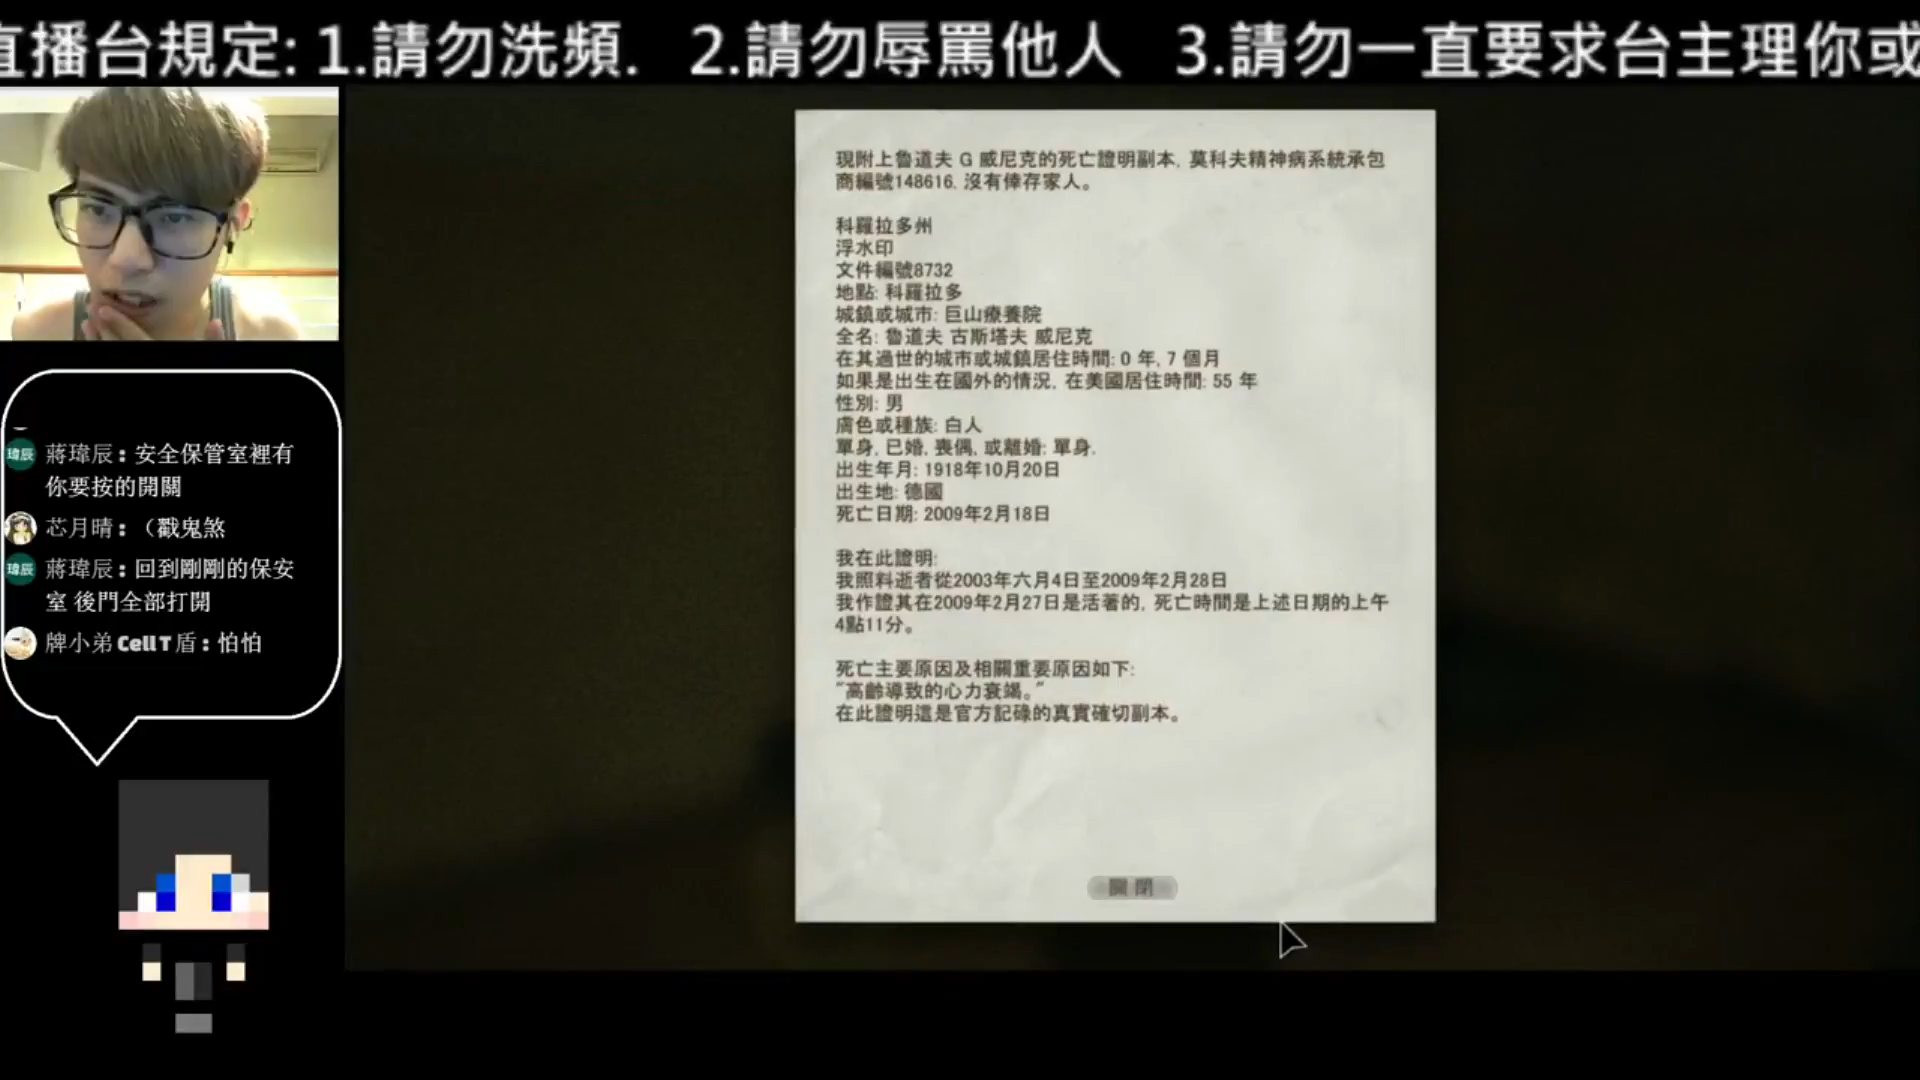 直播台規定: 1.請勿洗頻. 2.請勿辱罵他人 3.請勿一直要求台主理你或
現附上魯道夫 G 威尼克的死亡證明副本, 莫科夫精神病系統承包
商編號148616, 沒有倖存家人。
科羅拉多州
浮水印
文件編號8732
地點: 科羅拉多
城鎮或城市: 巨山療養院
全名: 魯道夫 古斯塔夫 威尼克
在其過世的城市或城鎮居住時間: 0 年, 7 個月
如果是出生在國外的情況, 在美國居住時間: 55 年
性別: 男
膚色或種族: 白人
單身, 已婚, 喪偶, 或離婚: 單身.
出生年月: 1918年10月20日
出生地: 德國
死亡日期: 2009年2月18日
我在此證明:
我照料逝者從2003年六月4日至2009年2月28日
我作證其在2009年2月27日是活著的, 死亡時間是上述日期的上午
4點11分。
死亡主要原因及相關重要原因如下:
"高齡導致的心力衰竭。"
在此證明這是官方記碌的真實確切副本。
關閉
瑋辰 蔣瑋辰：安全保管室裡有
你要按的開關
芯月晴：（戳鬼煞
瑋辰 蔣瑋辰：回到剛剛的保安
室 後門全部打開
牌小弟 Cell T 盾：怕怕